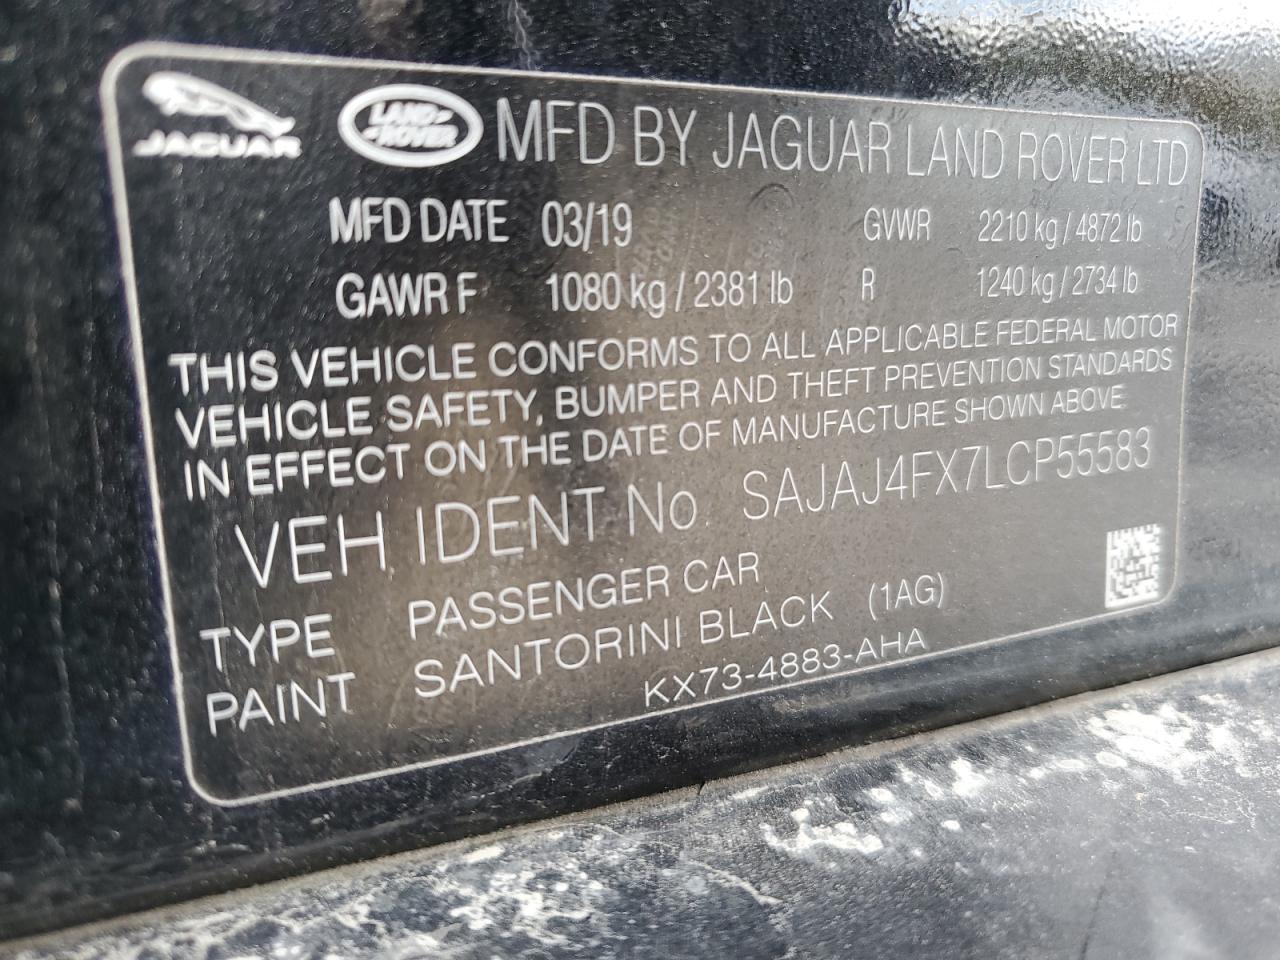 JAGUAR LAND ROVER MFD BY JAGUAR LAND ROVER LTD
MFD DATE 03/19 GVWR 2210 kg / 4872 lb
GAWR F 1080 kg / 2381 lb R 1240 kg / 2734 lb
THIS VEHICLE CONFORMS TO ALL APPLICABLE FEDERAL MOTOR
VEHICLE SAFETY, BUMPER AND THEFT PREVENTION STANDARDS
IN EFFECT ON THE DATE OF MANUFACTURE SHOWN ABOVE
VEH. IDENT No. SAJAJ4FX7LCP55583
TYPE PASSENGER CAR
PAINT SANTORINI BLACK (1AG)
KX73-4883-AHA